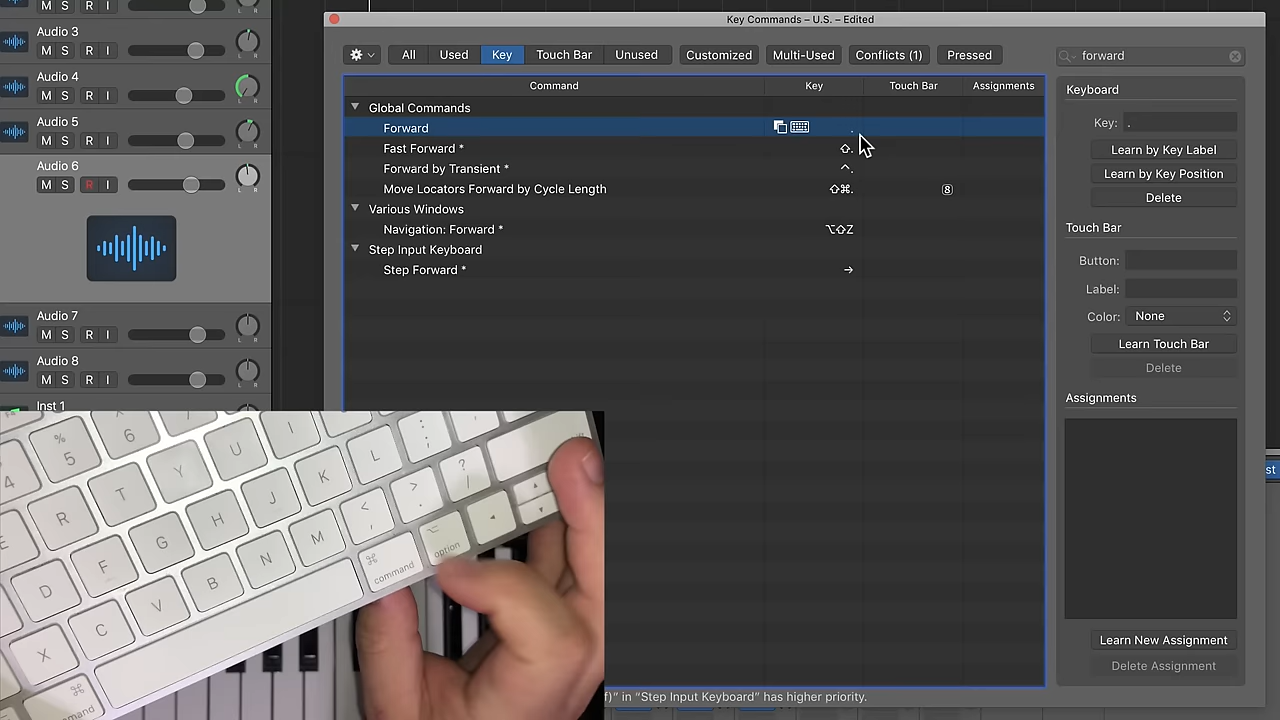 Key Commands – U.S. – Edited
All Used Key Touch Bar Unused Customized Multi-Used Conflicts (1) Pressed
forward
Command Key Touch Bar Assignments
Global Commands
Forward .
Fast Forward * ⇧.
Forward by Transient * ^.
Move Locators Forward by Cycle Length ⇧⌘. 8
Various Windows
Navigation: Forward * ⌥⇧Z
Step Input Keyboard
Step Forward * →
f)" in "Step Input Keyboard" has higher priority.
Keyboard
Key: .
Learn by Key Label
Learn by Key Position
Delete
Touch Bar
Button:
Label:
Color: None
Learn Touch Bar
Delete
Assignments
Learn New Assignment
Delete Assignment
M S R I
L R
Audio 3
M S R I
L R
Audio 4
M S R I
L R
Audio 5
M S R I
L R
Audio 6
M S R I
L R
Audio 7
M S R I
L R
Audio 8
M S R I
L R
Inst 1
st
% 5 ^ 6
4 R T Y U I
E D F G H J K L : ;
X C V B N M < , > . ? /
⌘ command
⌘ command
⌥ option